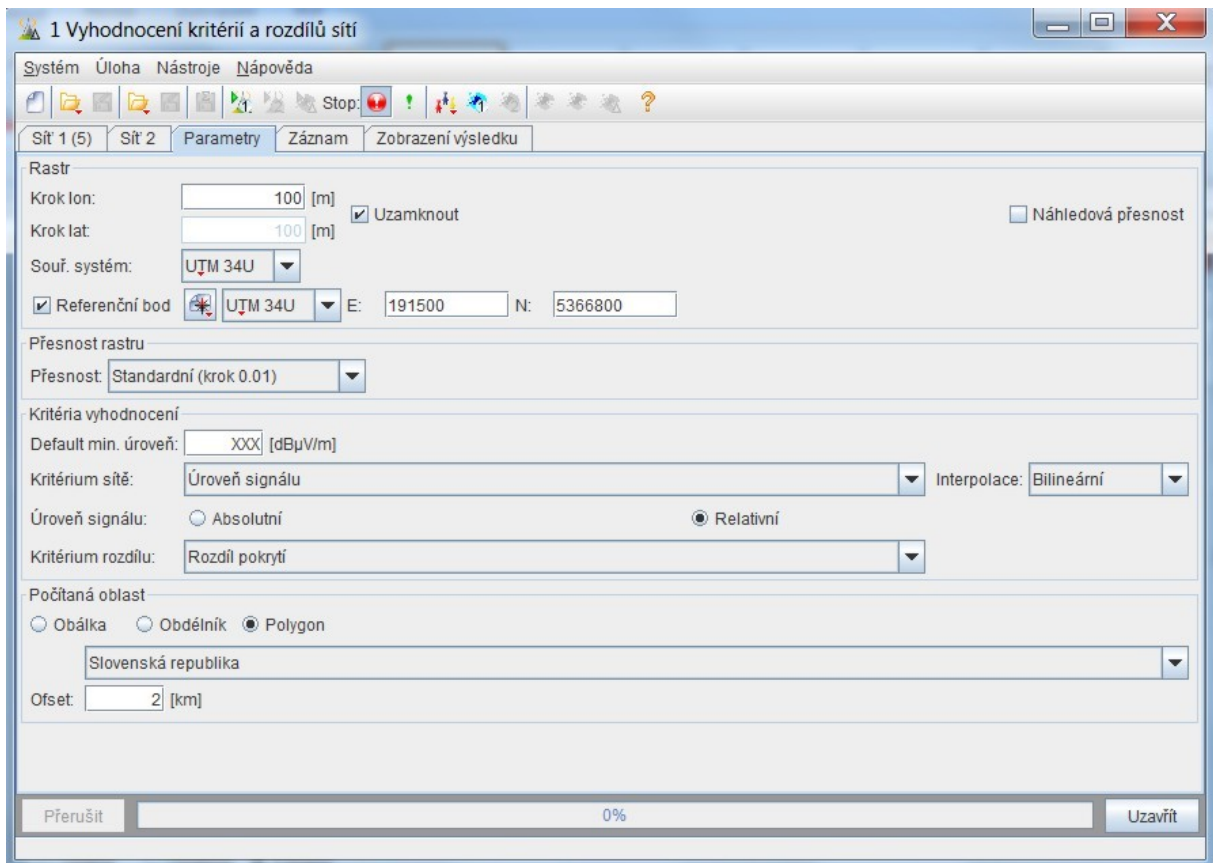 1 Vyhodnocení kritérií a rozdílů sítí
Systém Úloha Nástroje Nápověda
Stop:
Síť 1 (5) Síť 2 Parametry Záznam Zobrazení výsledku
Rastr
Krok lon: 100 [m] Uzamknout Náhledová přesnost
Krok lat: 100 [m]
Souř. systém: UTM 34U
Referenční bod UTM 34U E: 191500 N: 5366800
Přesnost rastru
Přesnost: Standardní (krok 0.01)
Kritéria vyhodnocení
Default min. úroveň: XXX [dBµV/m]
Kritérium sítě: Úroveň signálu Interpolace: Bilineární
Úroveň signálu: Absolutní Relativní
Kritérium rozdílu: Rozdíl pokrytí
Počítaná oblast
Obálka Obdélník Polygon
Slovenská republika
Ofset: 2 [km]
Přerušit 0% Uzavřít